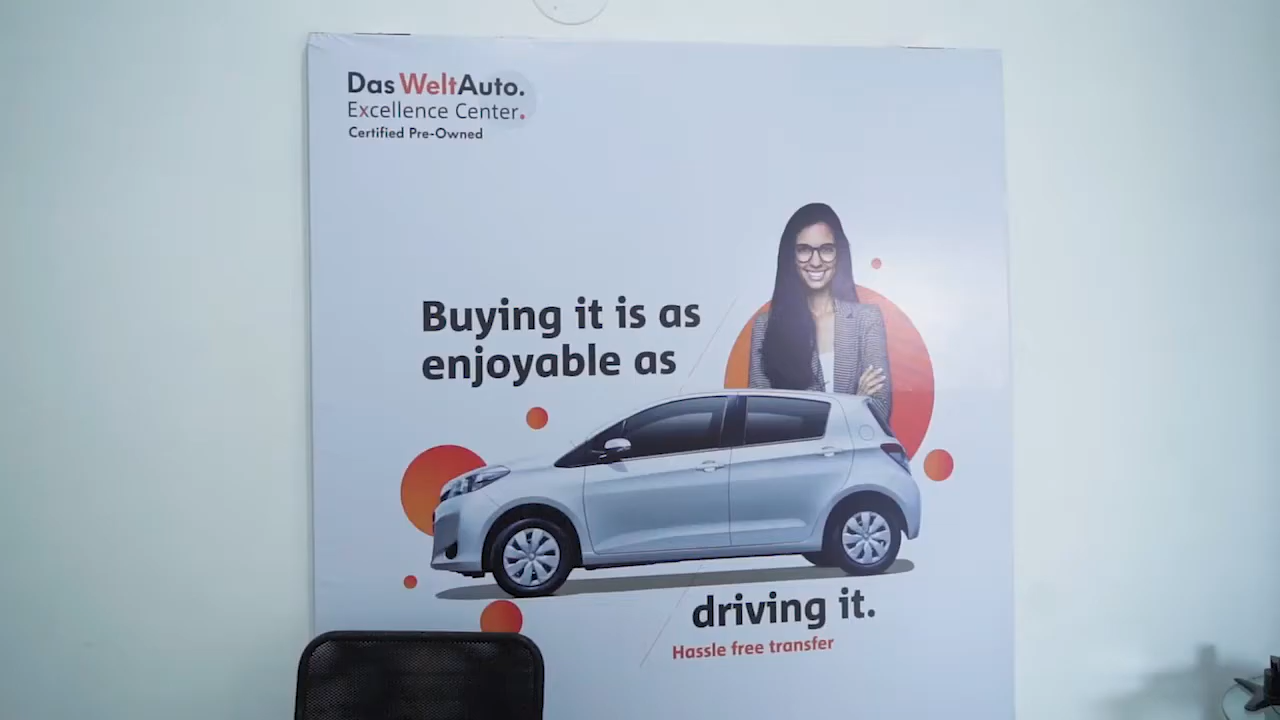 Das WeltAuto.
Excellence Center.
Certified Pre-Owned
Buying it is as
enjoyable as
driving it.
Hassle free transfer